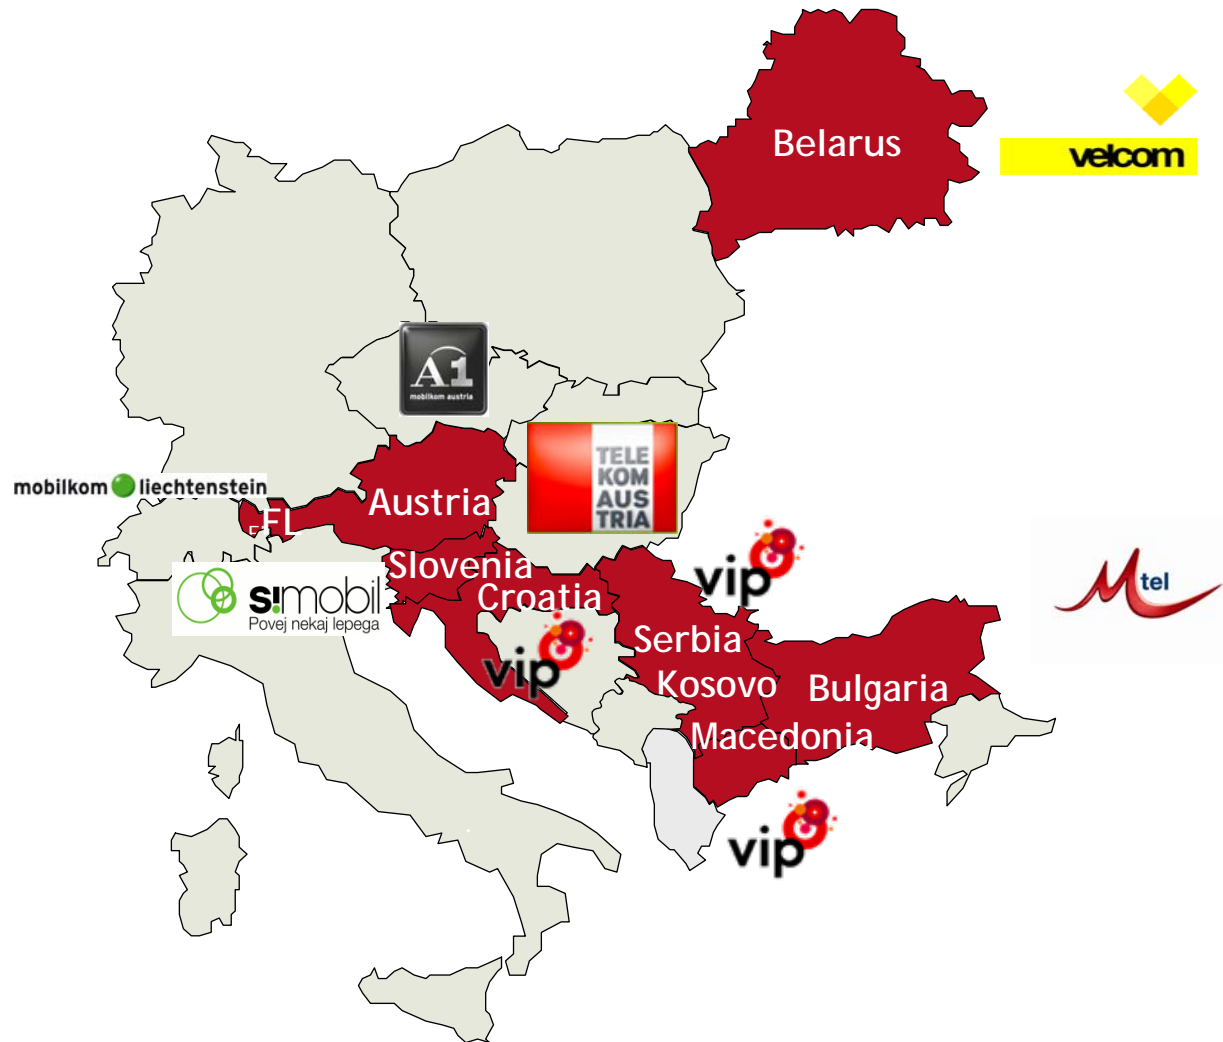 Belarus
velcom
A1
mobilkom austria
TELE
KOM
AUS
TRIA
mobilkom liechtenstein
Austria
FL
Slovenia
s!mobil
Povej nekaj lepega
Croatia
vip
M tel
Serbia
vip
Kosovo
Bulgaria
Macedonia
vip